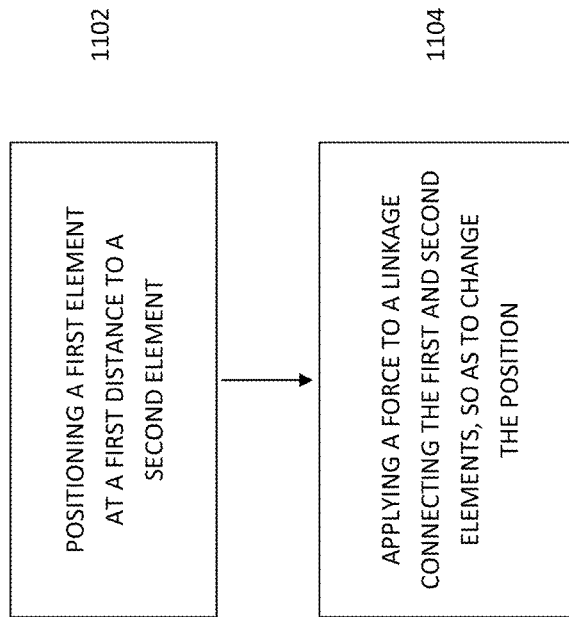 1102
POSITIONING A FIRST ELEMENT
AT A FIRST DISTANCE TO A
SECOND ELEMENT
1104
APPLYING A FORCE TO A LINKAGE
CONNECTING THE FIRST AND SECOND
ELEMENTS, SO AS TO CHANGE
THE POSITION